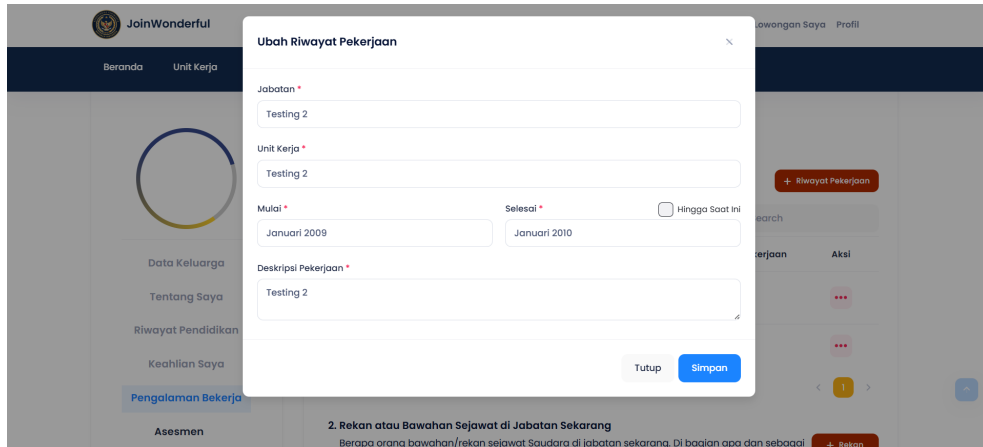 JoinWonderful
Lowongan Saya Profil
Beranda Unit Kerja
Ubah Riwayat Pekerjaan
Jabatan *
Testing 2
Unit Kerja *
Testing 2
Mulai *
Selesai *
Hingga Saat Ini
Januari 2009
Januari 2010
Deskripsi Pekerjaan *
Testing 2
Tutup
Simpan
+ Riwayat Pekerjaan
Aksi
1
Data Keluarga
Tentang Saya
Riwayat Pendidikan
Keahlian Saya
Pengalaman Bekerja
Asesmen
2. Rekan atau Bawahan Sejawat di Jabatan Sekarang
Berapa orang bawahan/rekan sejawat Saudara di jabatan sekarang. Di bagian apa dan sebagai
+ Rekan